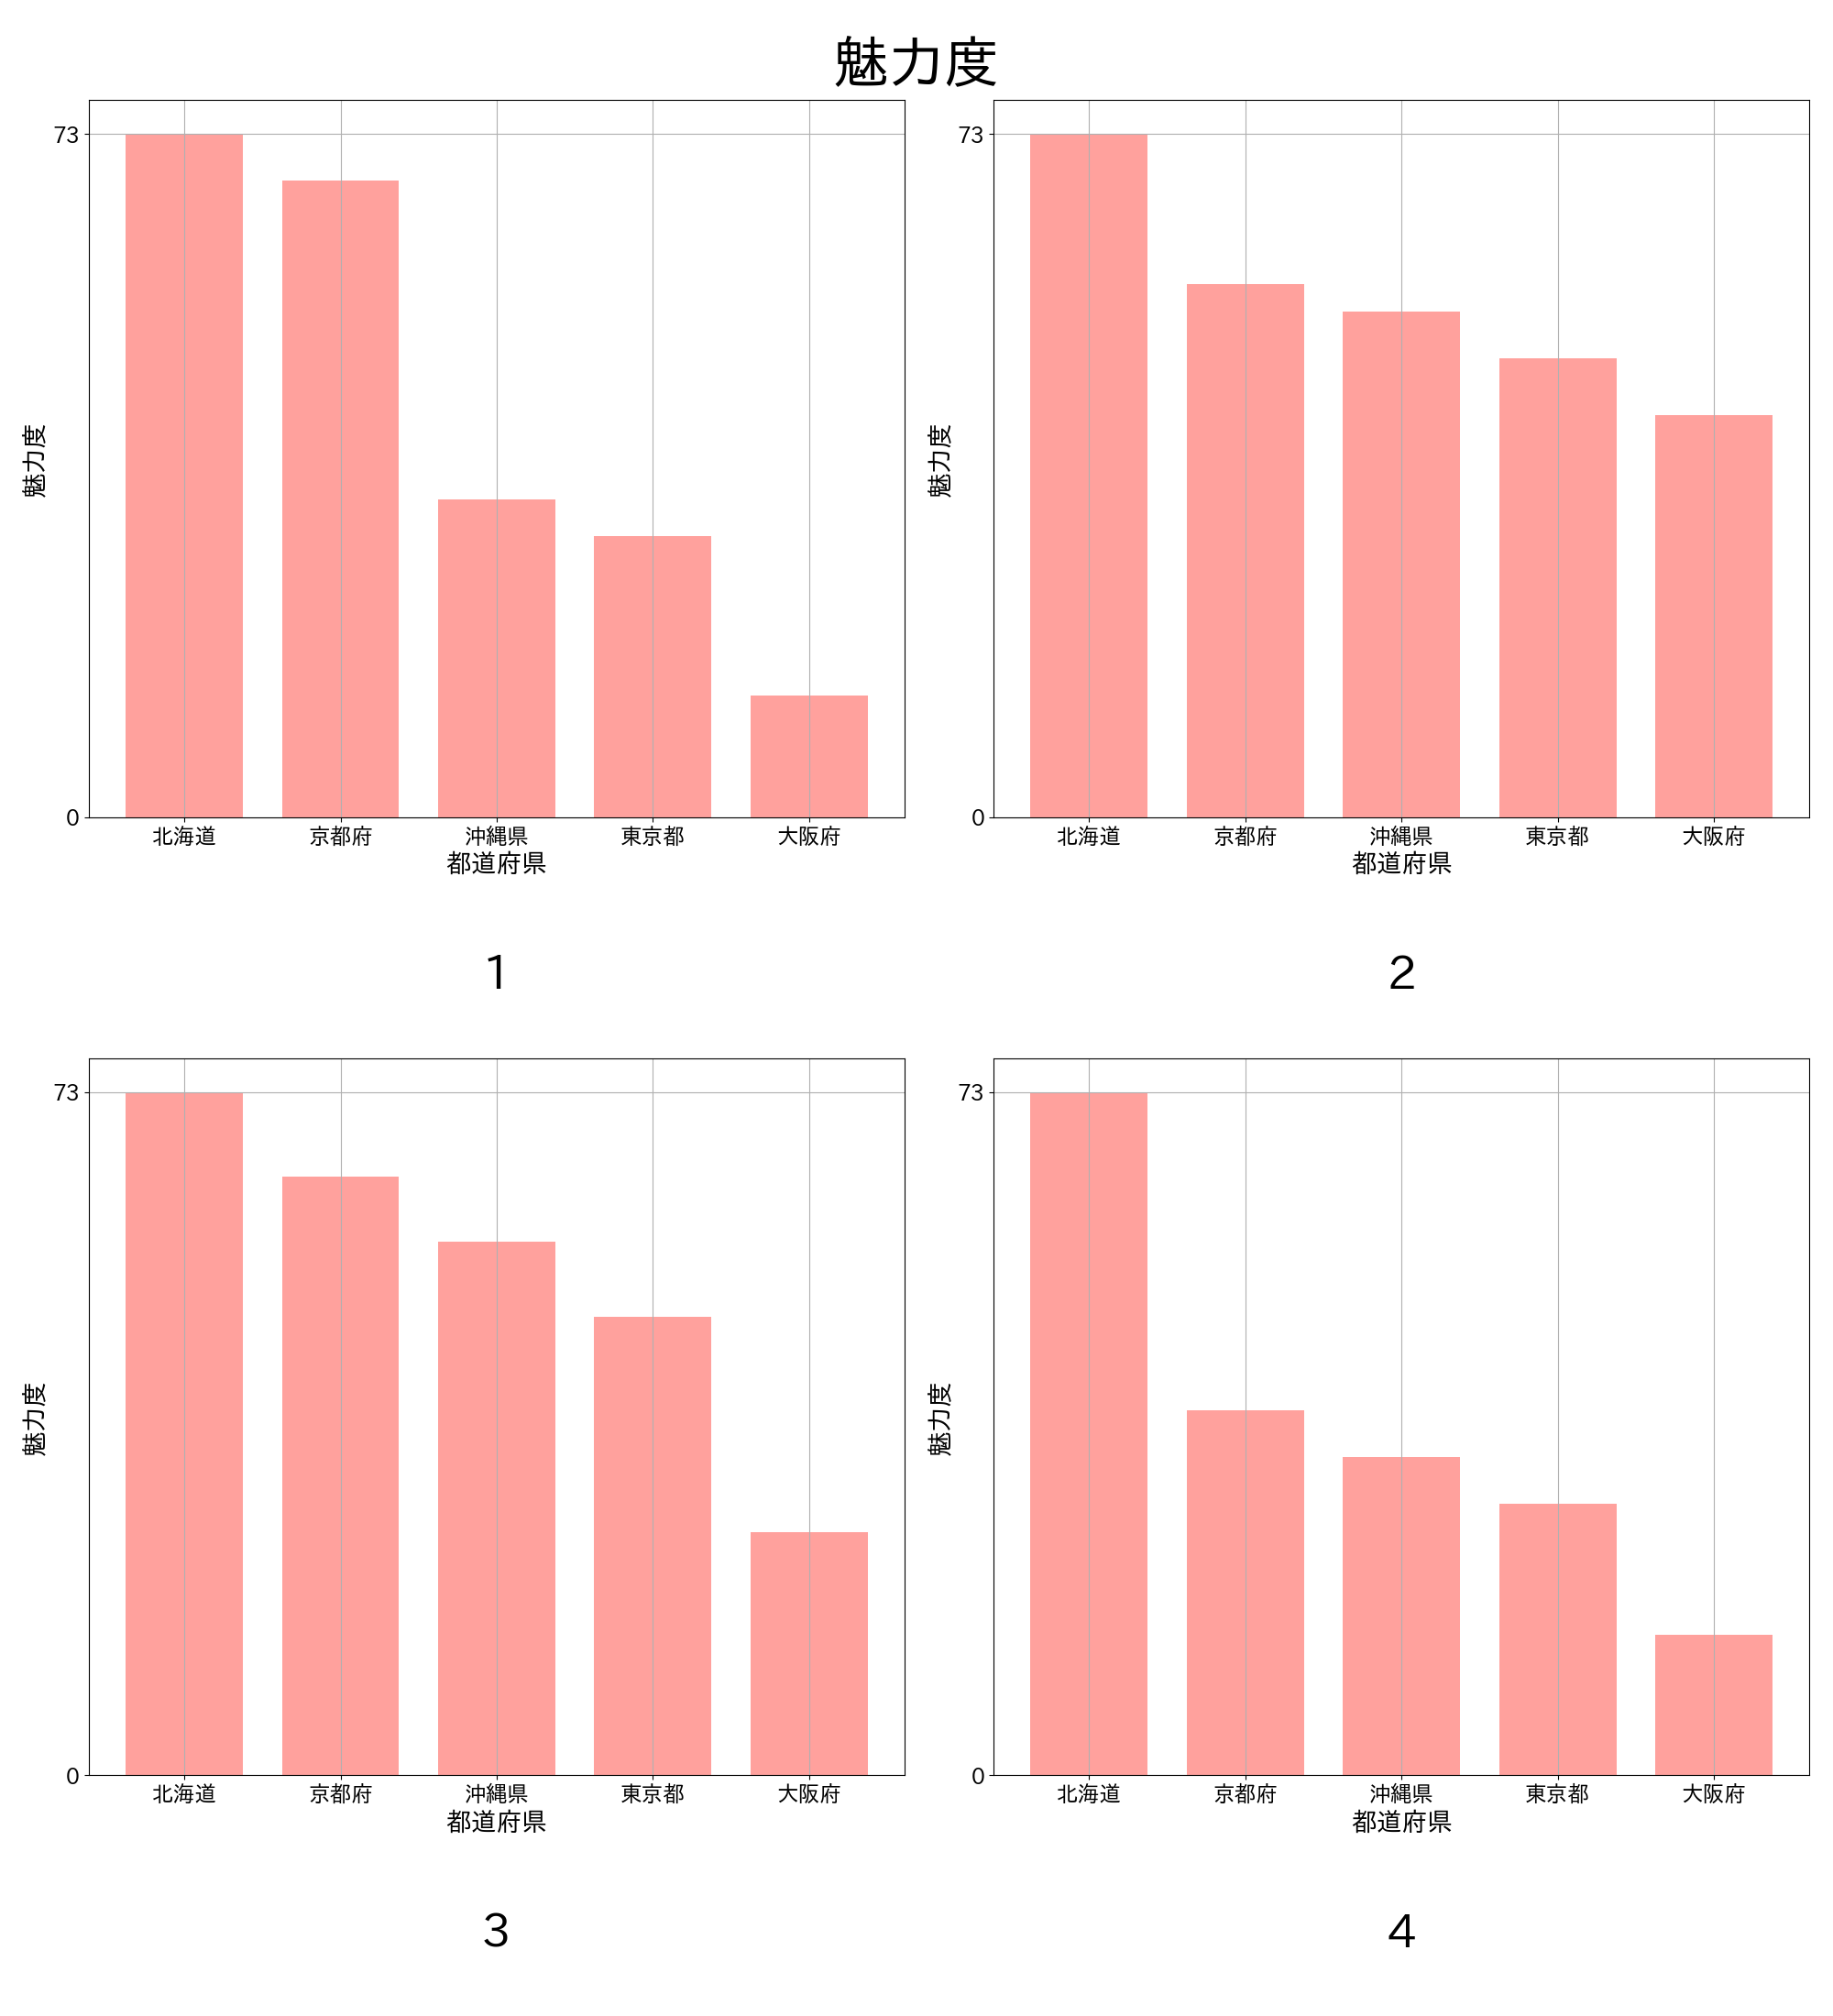 魅力度
73
0
魅力度
北海道 京都府 沖縄県 東京都 大阪府
都道府県
1
73
0
魅力度
北海道 京都府 沖縄県 東京都 大阪府
都道府県
2
73
0
魅力度
北海道 京都府 沖縄県 東京都 大阪府
都道府県
3
73
0
魅力度
北海道 京都府 沖縄県 東京都 大阪府
都道府県
4